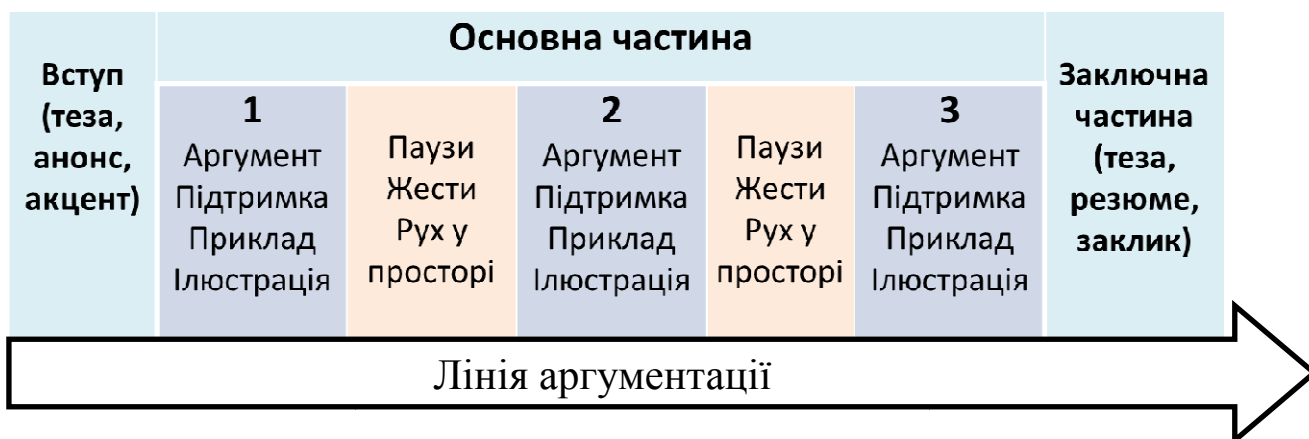 Вступ
(теза,
анонс,
акцент)
Основна частина
1
Аргумент
Підтримка
Приклад
Ілюстрація
Паузи
Жести
Рух у
просторі
2
Аргумент
Підтримка
Приклад
Ілюстрація
Паузи
Жести
Рух у
просторі
3
Аргумент
Підтримка
Приклад
Ілюстрація
Заключна
частина
(теза,
резюме,
заклик)
Лінія аргументації